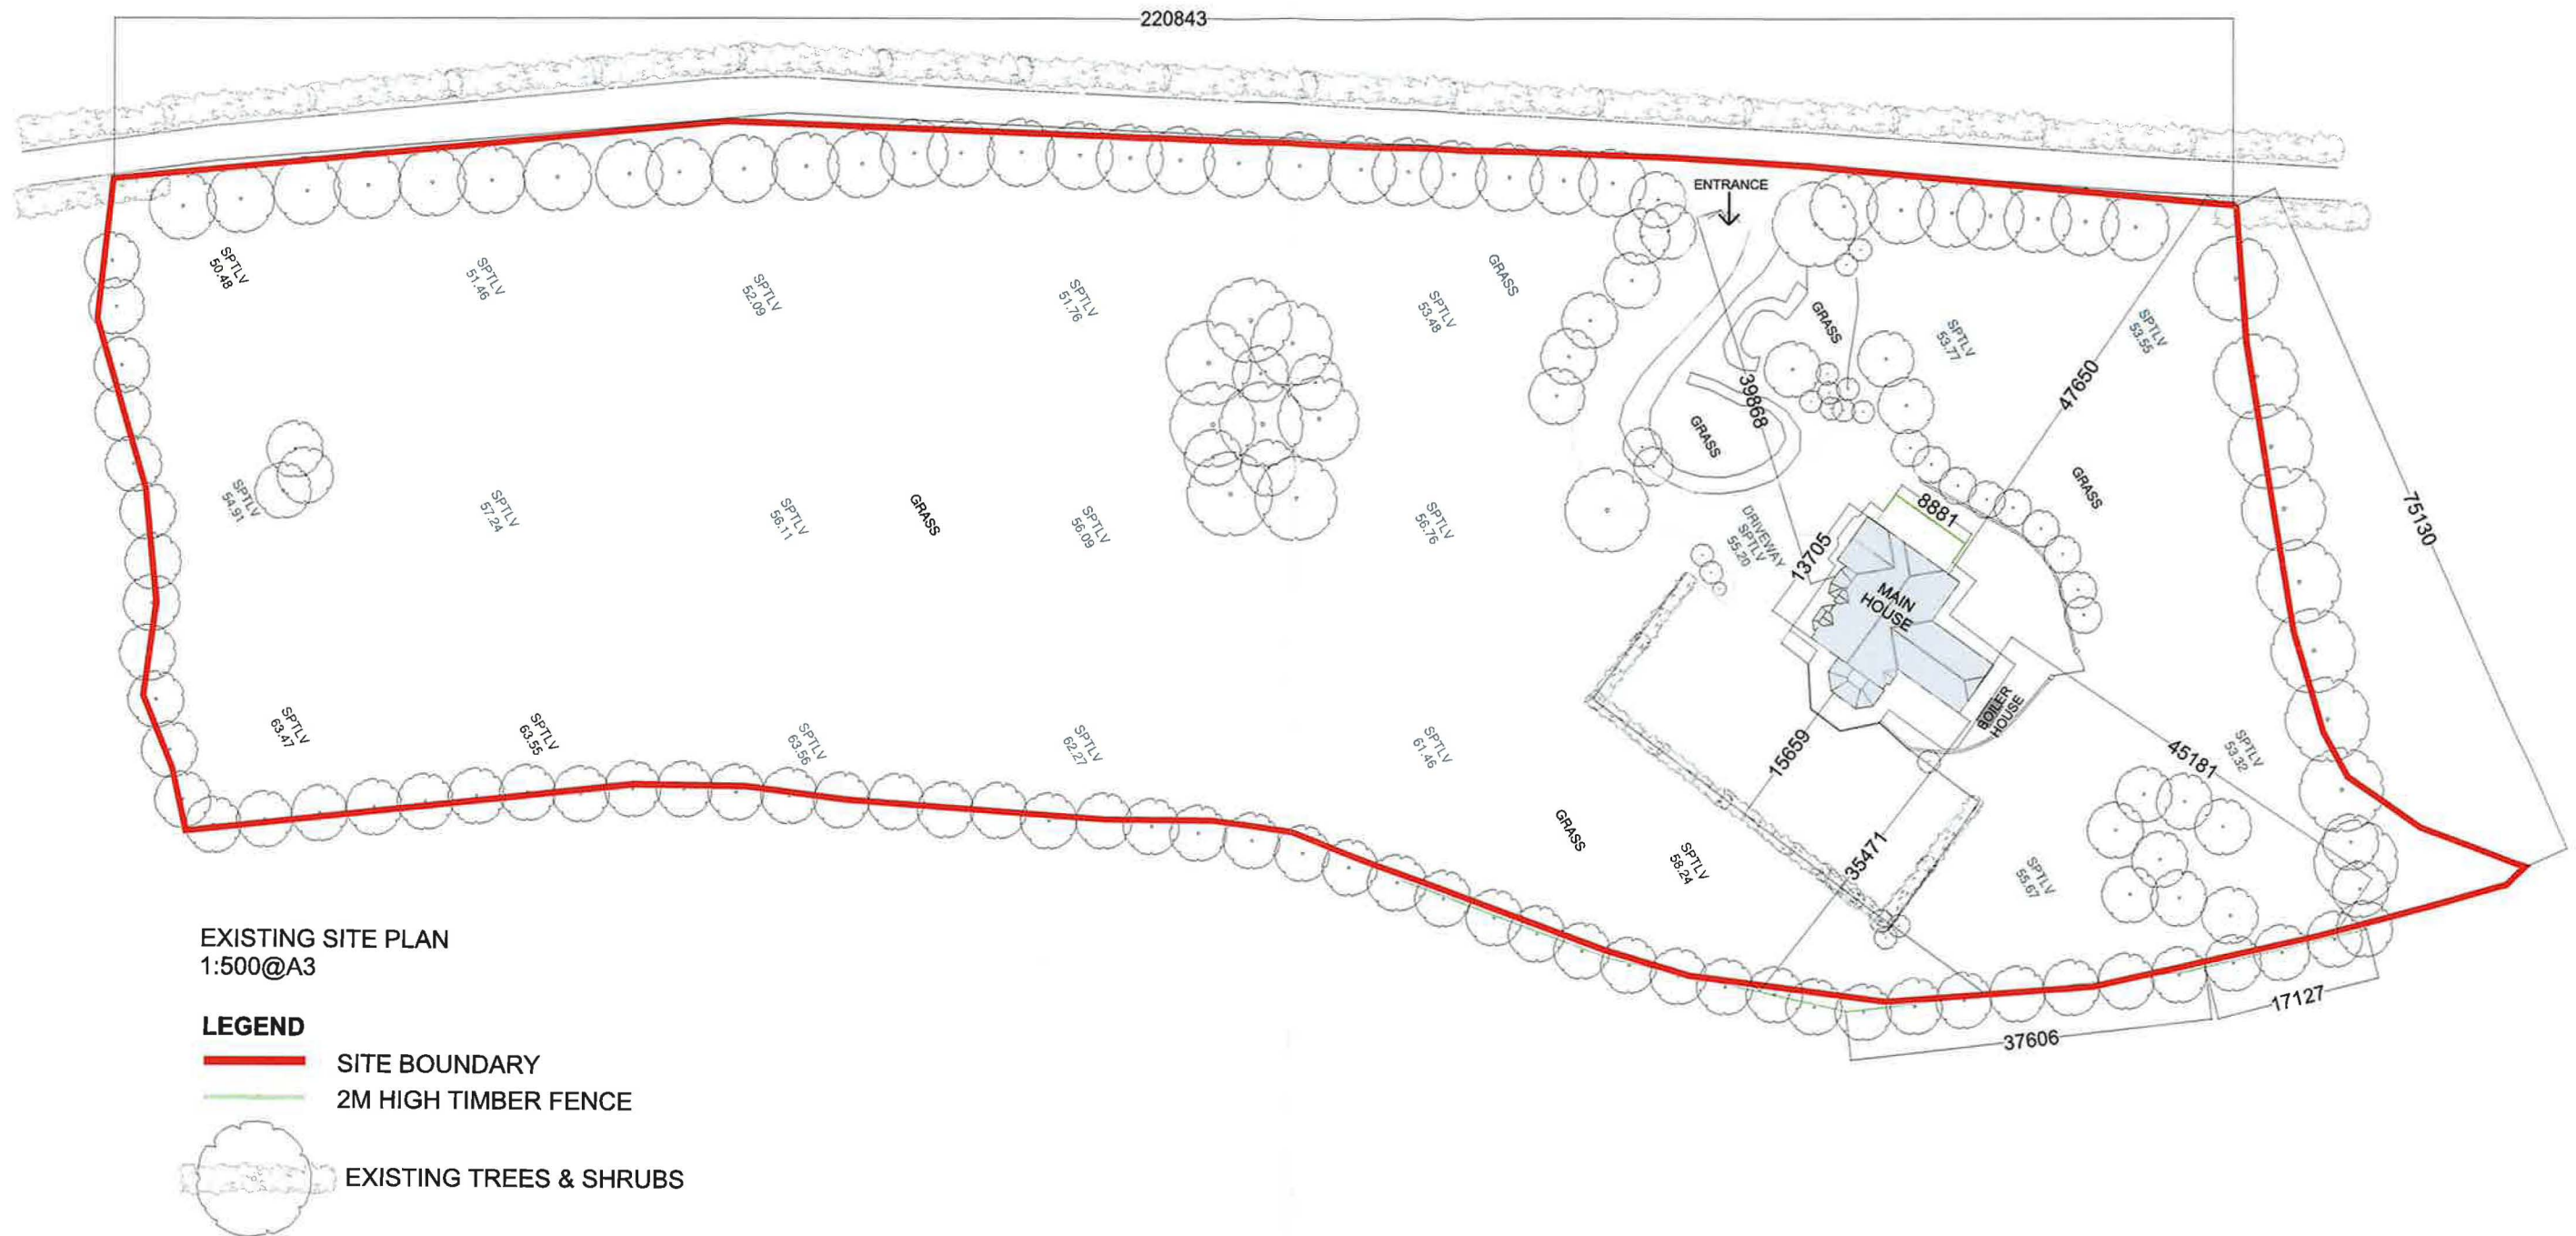 220843
ENTRANCE
SPTLV
50.48
SPTLV
51.46
SPTLV
52.09
SPTLV
51.76
GRASS
SPTLV
53.48
GRASS
SPTLV
53.77
SPTLV
53.55
39868
47650
GRASS
GRASS
SPTLV
54.91
SPTLV
57.24
SPTLV
56.11
GRASS
SPTLV
56.09
SPTLV
56.76
DRIVEWAY
SPTLV
55.20
8881
13705
75130
MAIN
HOUSE
BOILER
HOUSE
SPTLV
63.47
SPTLV
63.55
SPTLV
63.56
SPTLV
62.27
SPTLV
61.46
15659
45181
SPTLV
53.32
GRASS
SPTLV
58.24
35471
SPTLV
55.67
17127
37606
EXISTING SITE PLAN
1:500@A3
LEGEND
SITE BOUNDARY
2M HIGH TIMBER FENCE
EXISTING TREES & SHRUBS